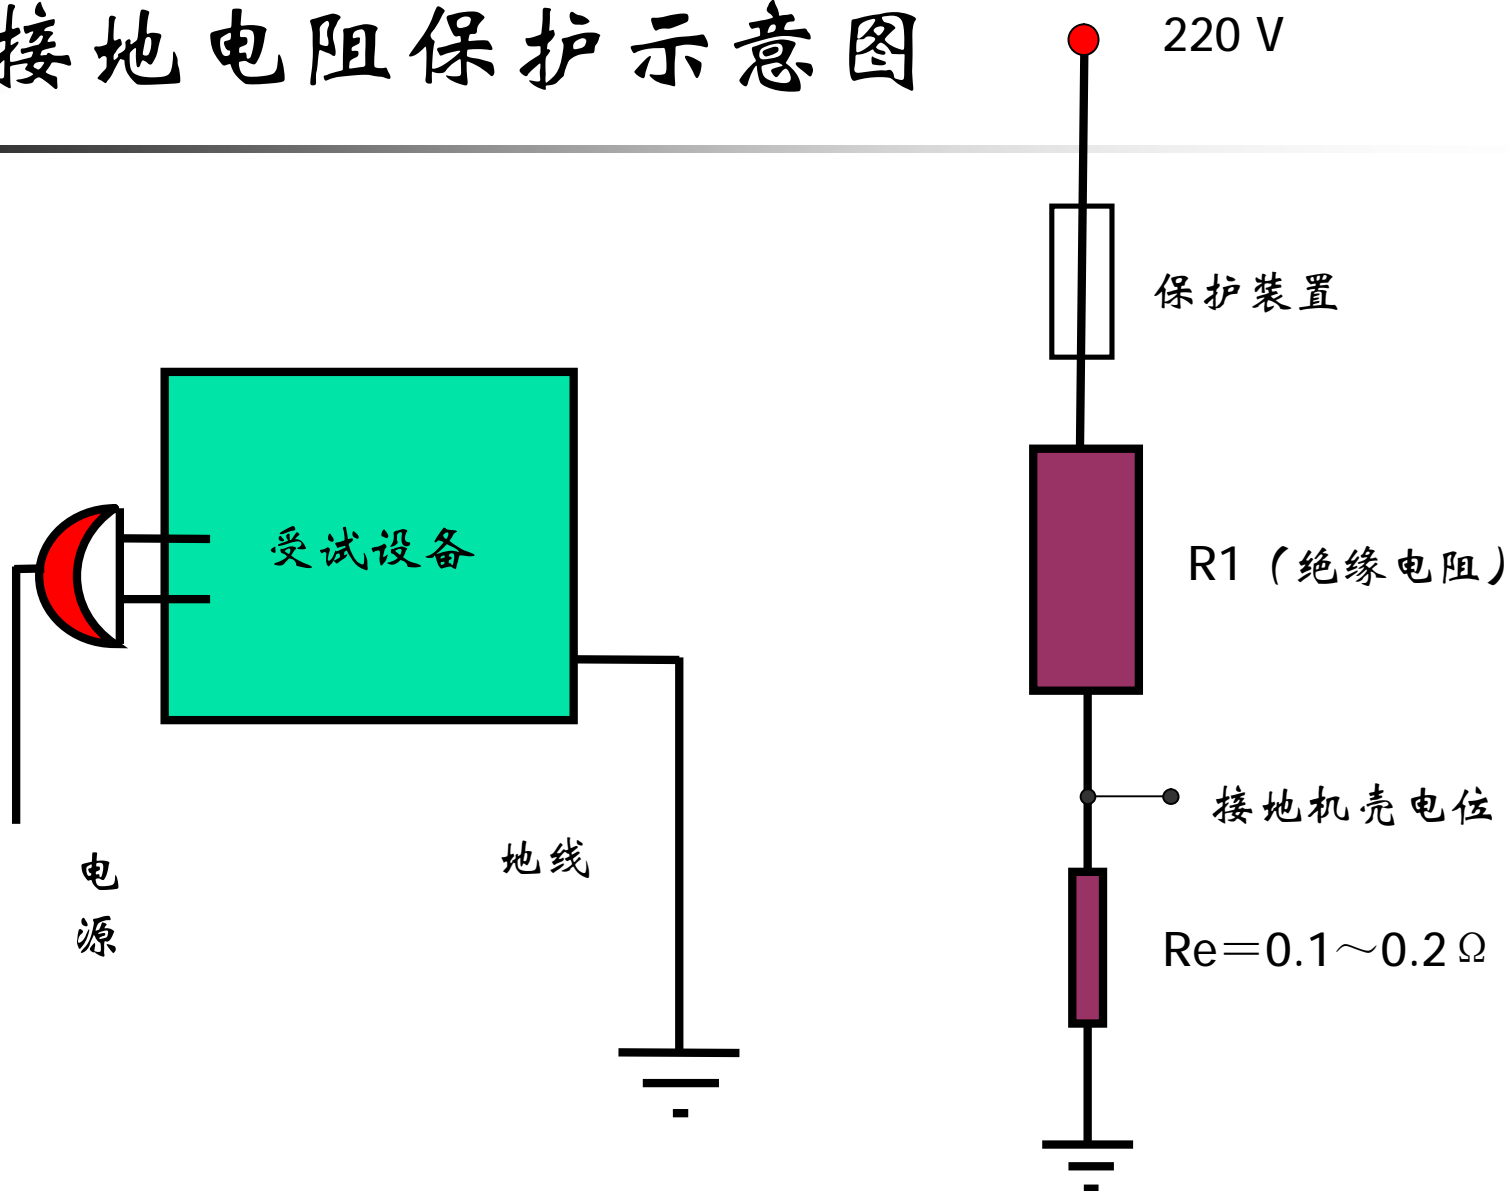 接地电阻保护示意图
220 V
保护装置
受试设备
R1（绝缘电阻）
接地机壳电位
地线
电
源
Re＝0.1～0.2Ω